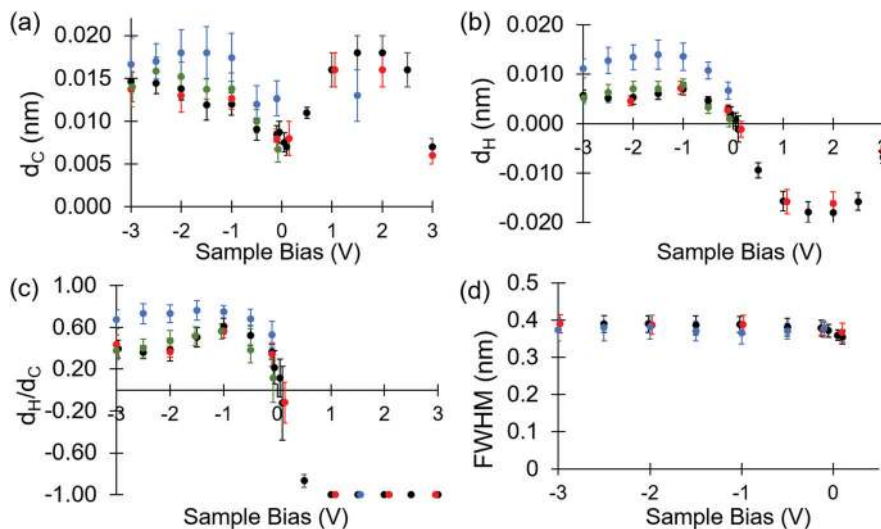 (a)
0.020
0.015
0.010
0.005
0.000
d_C (nm)
-3 -2 -1 0 1 2 3
Sample Bias (V)
(b)
0.020
0.010
0.000
-0.010
-0.020
d_H (nm)
-3 -2 -1 0 1 2 3
Sample Bias (V)
(c)
1.00
0.60
0.20
-0.20
-0.60
-1.00
d_H/d_C
-3 -2 -1 0 1 2 3
Sample Bias (V)
(d)
0.5
0.4
0.3
0.2
0.1
0
FWHM (nm)
-3 -2 -1 0
Sample Bias (V)